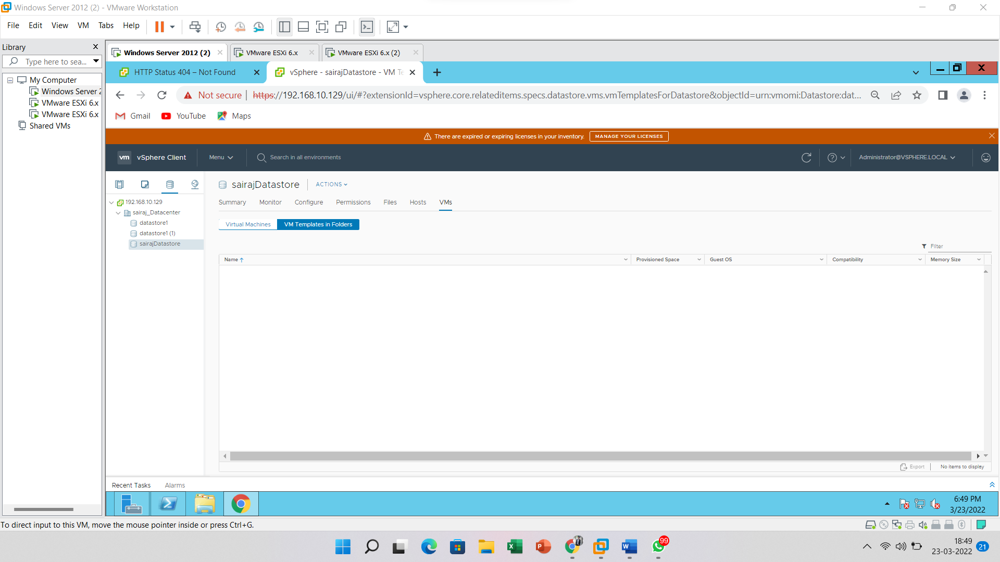 Windows Server 2012 (2) - VMware Workstation
File Edit View VM Tabs Help
Library
Type here to sea...
My Computer
Windows Server 2
VMware ESXi 6.x
VMware ESXi 6.x
Shared VMs
Windows Server 2012 (2) VMware ESXi 6.x VMware ESXi 6.x (2)
HTTP Status 404 – Not Found vSphere - sairajDatastore - VM Te
Not secure https://192.168.10.129/ui/#?extensionId=vsphere.core.relateditems.specs.datastore.vms.vmTemplatesForDatastore&objectId=urn:vmomi:Datastore:dat...
Gmail YouTube Maps
There are expired or expiring licenses in your inventory. MANAGE YOUR LICENSES
vm vSphere Client Menu Search in all environments Administrator@VSPHERE.LOCAL
192.168.10.129
sairaj_Datacenter
datastore1
datastore1 (1)
sairajDatastore
sairajDatastore ACTIONS
Summary Monitor Configure Permissions Files Hosts VMs
Virtual Machines VM Templates in Folders
Filter
Name Provisioned Space Guest OS Compatibility Memory Size
Export No items to display
Recent Tasks Alarms
6:49 PM
3/23/2022
To direct input to this VM, move the mouse pointer inside or press Ctrl+G.
99
18:49
23-03-2022 21